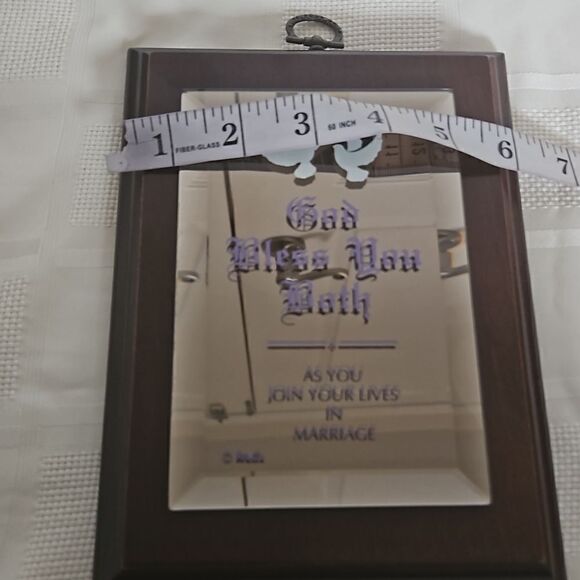 1 FIBER-GLASS 2 3 60 INCH 4 5 6 7
God
Bless You
Both
AS YOU
JOIN YOUR LIVES
IN
MARRIAGE